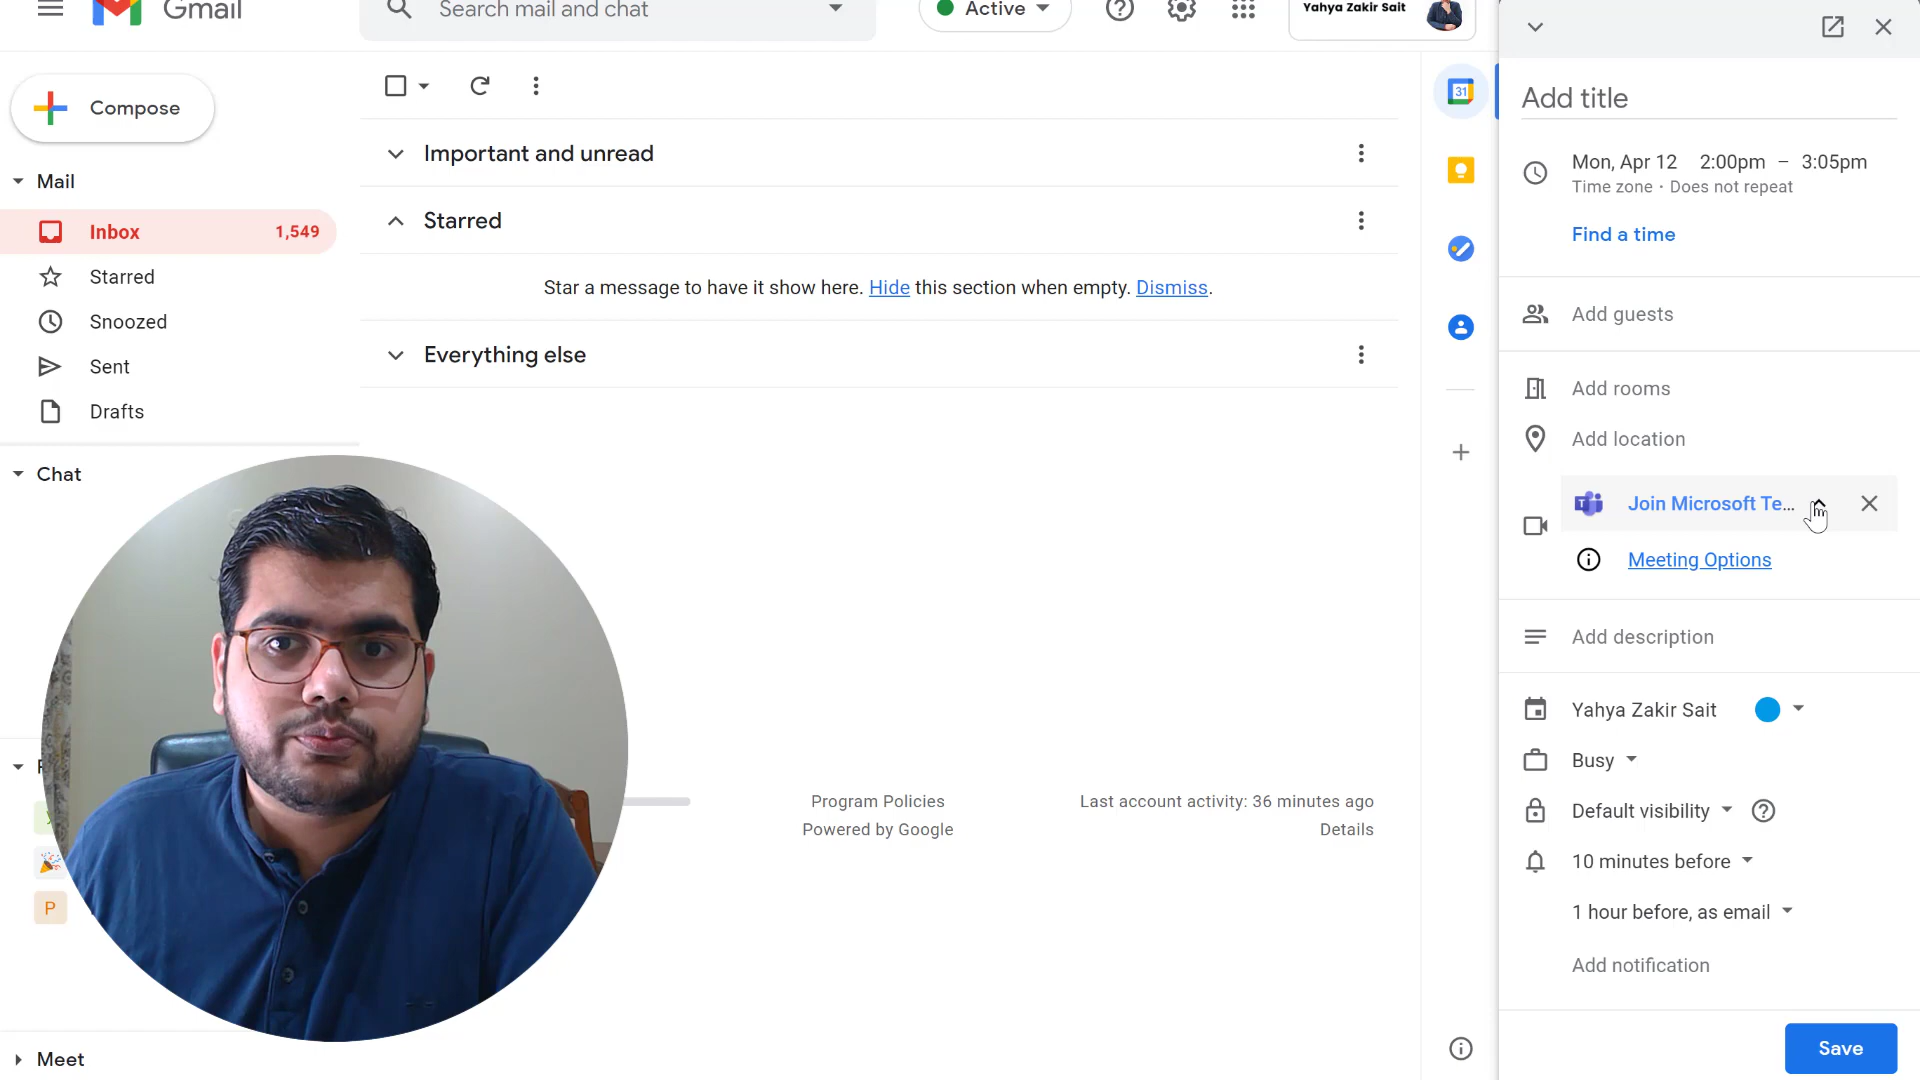 Gmail
Search mail and chat
Active
Yahya Zakir Sait
Compose
Mail
Inbox 1,549
Starred
Snoozed
Sent
Drafts
Chat
P
Meet
Important and unread
Starred
Star a message to have it show here. Hide this section when empty. Dismiss.
Everything else
Program Policies
Powered by Google
Last account activity: 36 minutes ago
Details
31
Add title
Mon, Apr 12 2:00pm – 3:05pm
Time zone · Does not repeat
Find a time
Add guests
Add rooms
Add location
Join Microsoft Te...
Meeting Options
Add description
Yahya Zakir Sait
Busy
Default visibility
10 minutes before
1 hour before, as email
Add notification
Save